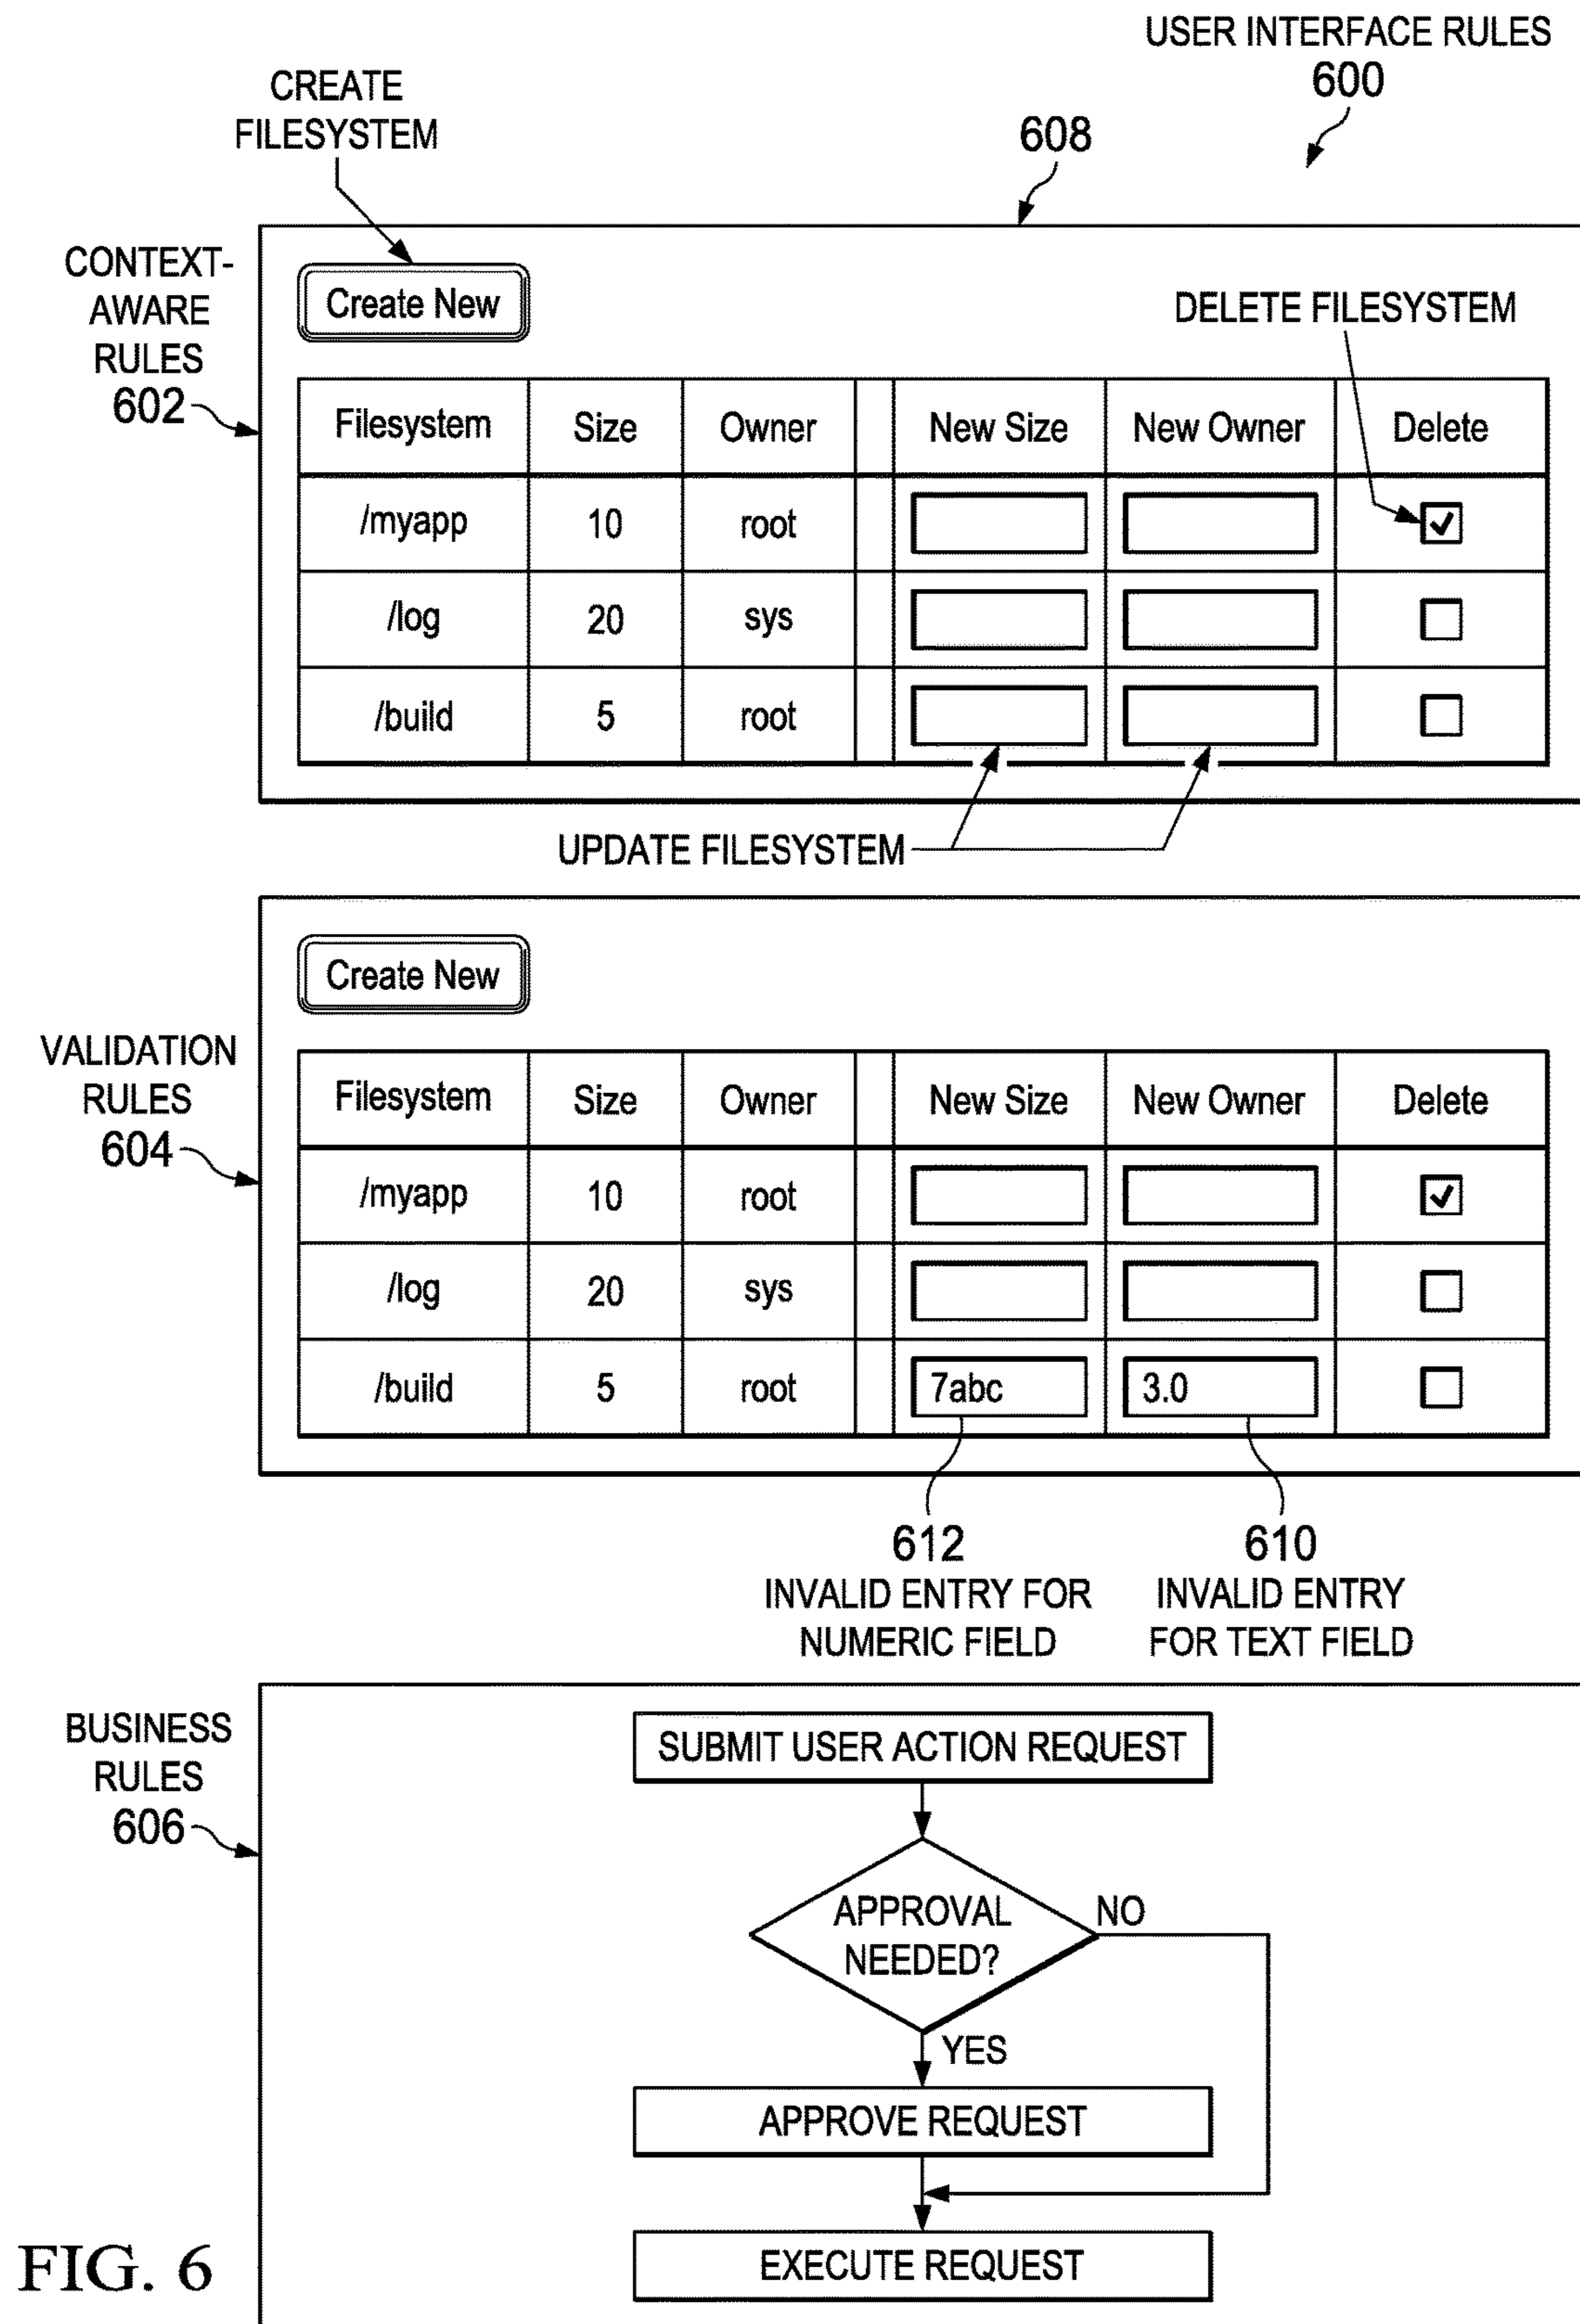 USER INTERFACE RULES
600
CREATE
FILESYSTEM
608
CONTEXT-
AWARE
RULES
602
Create New
DELETE FILESYSTEM
Filesystem Size Owner New Size New Owner Delete
/myapp 10 root
/log 20 sys
/build 5 root
UPDATE FILESYSTEM
VALIDATION
RULES
604
Create New
Filesystem Size Owner New Size New Owner Delete
/myapp 10 root
/log 20 sys
/build 5 root 7abc 3.0
612
INVALID ENTRY FOR
NUMERIC FIELD
610
INVALID ENTRY
FOR TEXT FIELD
BUSINESS
RULES
606
SUBMIT USER ACTION REQUEST
APPROVAL
NEEDED?
NO
YES
APPROVE REQUEST
EXECUTE REQUEST
FIG. 6